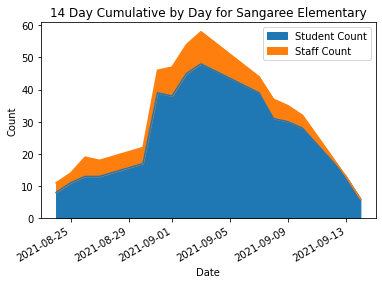 14 Day Cumulative by Day for Sangaree Elementary
Student Count
Staff Count
Count
60
50
40
30
20
10
0
2021-08-25
2021-08-29
2021-09-01
2021-09-05
2021-09-09
2021-09-13
Date